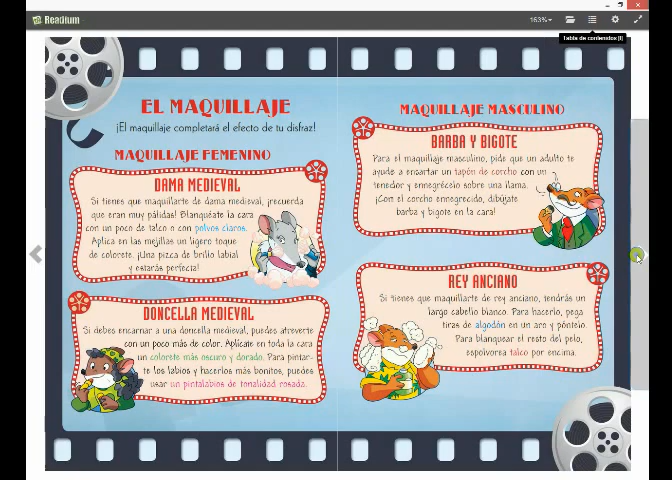 Readium
163%
Tabla de contenidos [t]
EL MAQUILLAJE
¡El maquillaje completará el efecto de tu disfraz!
MAQUILLAJE FEMENINO
DAMA MEDIEVAL
Si tienes que maquillarte de dama medieval, ¡recuerda
que eran muy pálidas! Blanquéate la cara
con un poco de talco o con polvos claros.
Aplica en las mejillas un ligero toque
de colorete. ¡Una pizca de brillo labial
y estarás perfecta!
DONCELLA MEDIEVAL
Si debes encarnar a una doncella medieval, puedes atreverte
con un poco más de color. Aplícate en toda la cara
un colorete más oscuro y dorado. Para pintar-
te los labios y hacerlos más bonitos, puedes
usar un pintalabios de tonalidad rosada.
MAQUILLAJE MASCULINO
BARBA Y BIGOTE
Para el maquillaje masculino, pide que un adulto te
ayude a ensartar un tapón de corcho con un
tenedor y ennegrécelo sobre una llama.
¡Con el corcho ennegrecido, dibújate
barba y bigote en la cara!
REY ANCIANO
Si tienes que maquillarte de rey anciano, tendrás un
largo cabello blanco. Para hacerlo, pega
tiras de algodón en un aro y póntelo.
Para blanquear el resto del pelo,
espolvorea talco por encima.